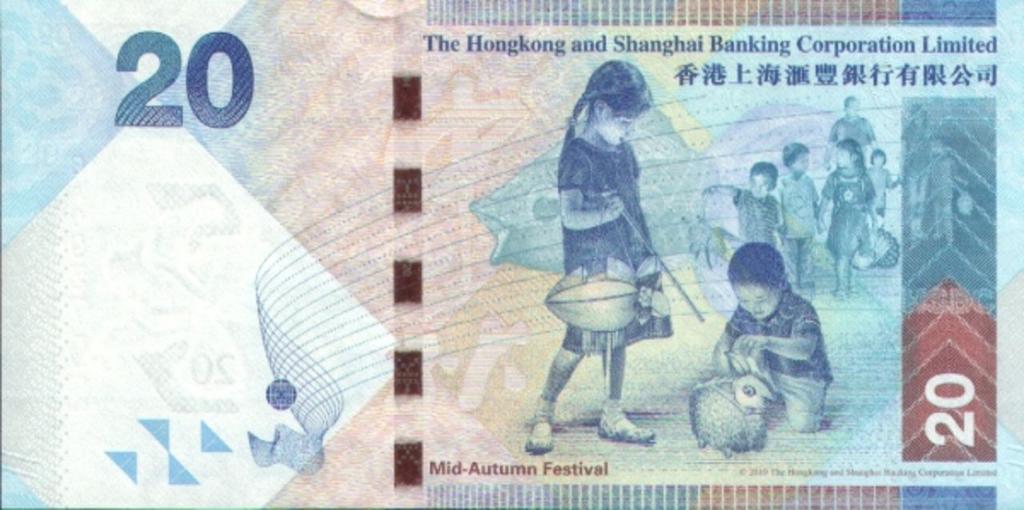 20
The Hongkong and Shanghai Banking Corporation Limited
香港上海滙豐銀行有限公司
20
20
Mid-Autumn Festival
© 2010 The Hongkong and Shanghai Banking Corporation Limited